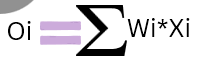 Oi = Σ Wi*Xi